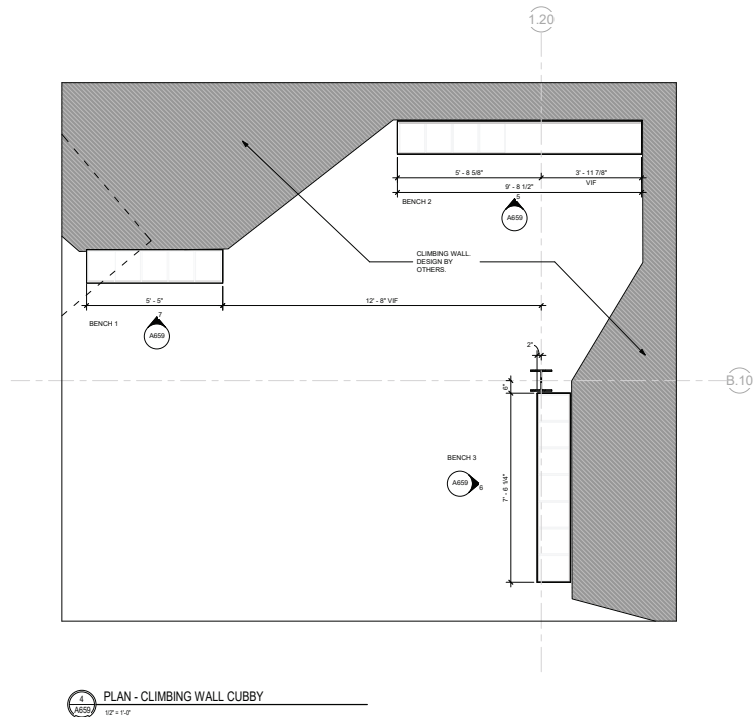 1.20
5' - 8 5/8"
3' - 11 7/8"
VIF
9' - 8 1/2"
BENCH 2
5
A659
CLIMBING WALL.
DESIGN BY
OTHERS.
5' - 5"
12' - 8" VIF
BENCH 1
7
A659
2"
B.10
6"
BENCH 3
A659
6
7' - 6 1/4"
4
A659
PLAN - CLIMBING WALL CUBBY
1/2" = 1'-0"